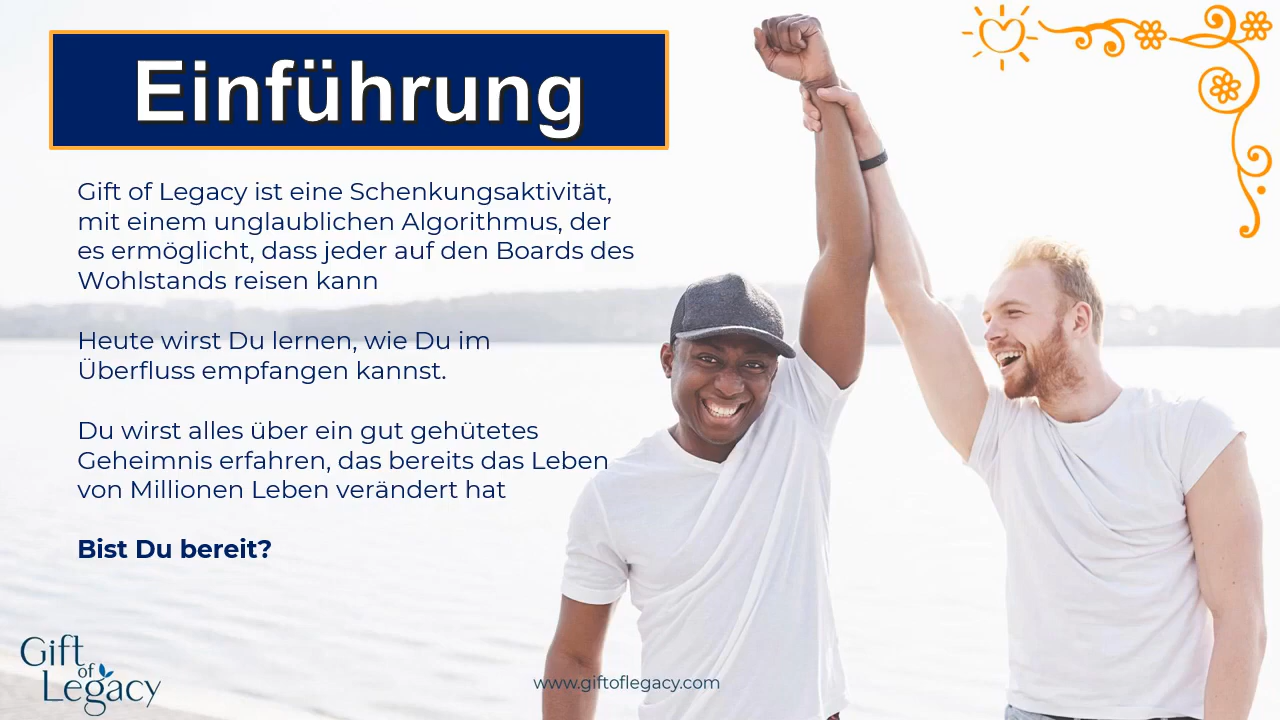 Einführung
Gift of Legacy ist eine Schenkungsaktivität,
mit einem unglaublichen Algorithmus, der
es ermöglicht, dass jeder auf den Boards des
Wohlstands reisen kann
Heute wirst Du lernen, wie Du im
Überfluss empfangen kannst.
Du wirst alles über ein gut gehütetes
Geheimnis erfahren, das bereits das Leben
von Millionen Leben verändert hat
Bist Du bereit?
Gift
of
Legacy
www.giftoflegacy.com